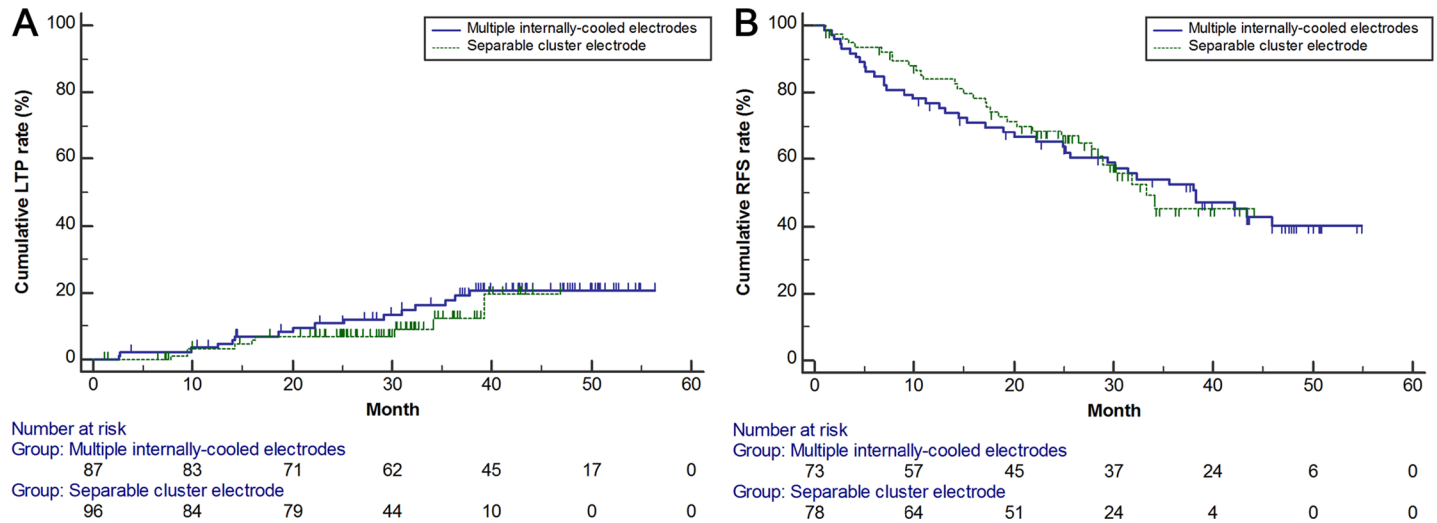 A
Multiple internally-cooled electrodes
Separable cluster electrode
Cumulative LTP rate (%)
100
80
60
40
20
0
0 10 20 30 40 50 60
Month
Number at risk
Group: Multiple internally-cooled electrodes
87 83 71 62 45 17 0
Group: Separable cluster electrode
96 84 79 44 10 0 0
B
Multiple internally-cooled electrodes
Separable cluster electrode
Cumulative RFS rate (%)
100
80
60
40
20
0
0 10 20 30 40 50 60
Month
Number at risk
Group: Multiple internally-cooled electrodes
73 57 45 37 24 6 0
Group: Separable cluster electrode
78 64 51 24 4 0 0